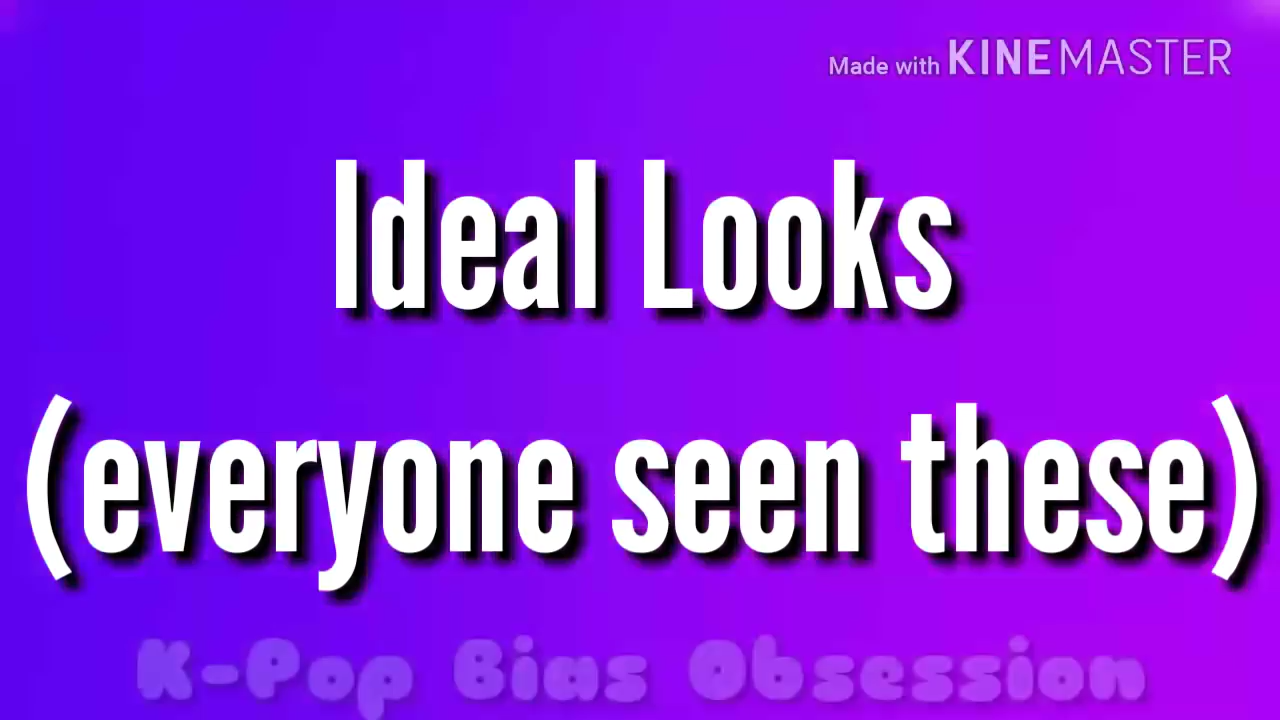 Made with KINEMASTER
Ideal Looks
(everyone seen these)
K-Pop Bias Obsession